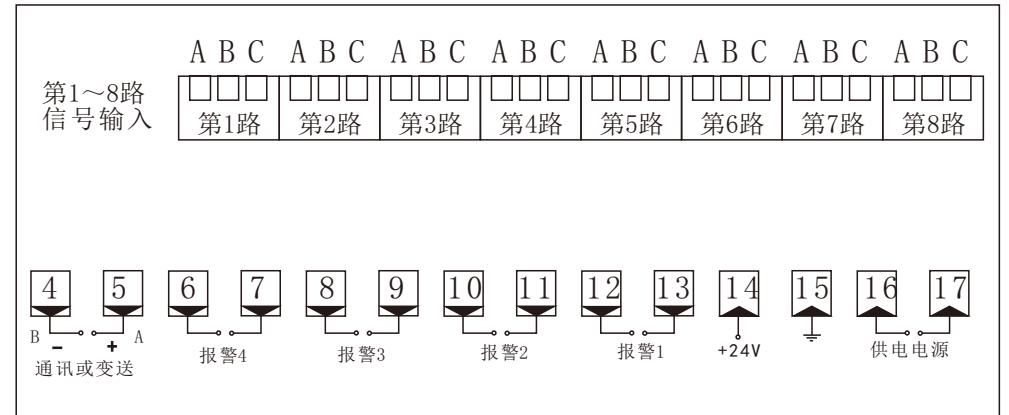 A B C A B C A B C A B C A B C A B C A B C A B C
第1～8路
信号输入
第1路 第2路 第3路 第4路 第5路 第6路 第7路 第8路
4 5 6 7 8 9 10 11 12 13 14 15 16 17
B - + A
通讯或变送
报警4
报警3
报警2
报警1
+24V
供电电源